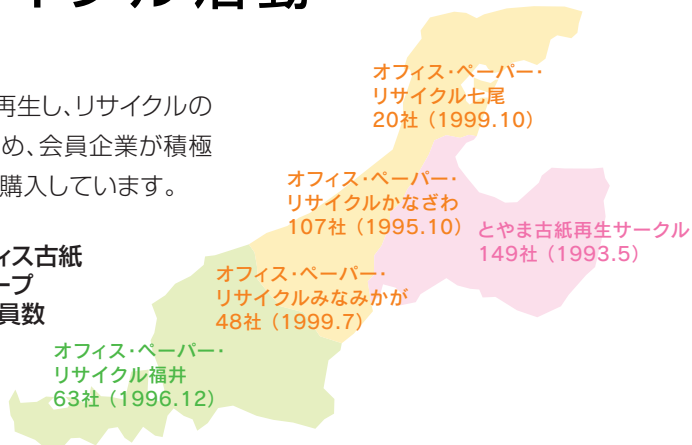 イクル活動
再生し、リサイクルの
め、会員企業が積極
購入しています。
ィス古紙
ープ
員数
オフィス・ペーパー・
リサイクル七尾
20社（1999.10）
オフィス・ペーパー・
リサイクルかなざわ
107社（1995.10）
とやま古紙再生サークル
149社（1993.5）
オフィス・ペーパー・
リサイクルみなみかが
48社（1999.7）
オフィス・ペーパー・
リサイクル福井
63社（1996.12）